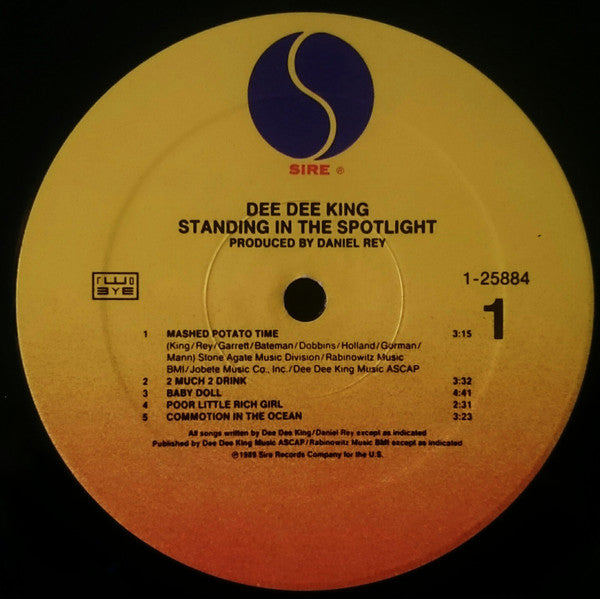 SIRE ®
DEE DEE KING
STANDING IN THE SPOTLIGHT
PRODUCED BY DANIEL REY
1-25884
1
1 MASHED POTATO TIME 3:15
(King/Rey/Garrett/Bateman/Dobbins/Holland/Gorman/
Mann) Stone Agate Music Division/Rabinowitz Music
BMI/Jobete Music Co., Inc./Dee Dee King Music ASCAP
2 2 MUCH 2 DRINK 3:32
3 BABY DOLL 4:41
4 POOR LITTLE RICH GIRL 2:31
5 COMMOTION IN THE OCEAN 3:23
All songs written by Dee Dee King/Daniel Rey except as indicated
Published by Dee Dee King Music ASCAP/Rabinowitz Music BMI except as indicated
℗1989 Sire Records Company for the U.S.